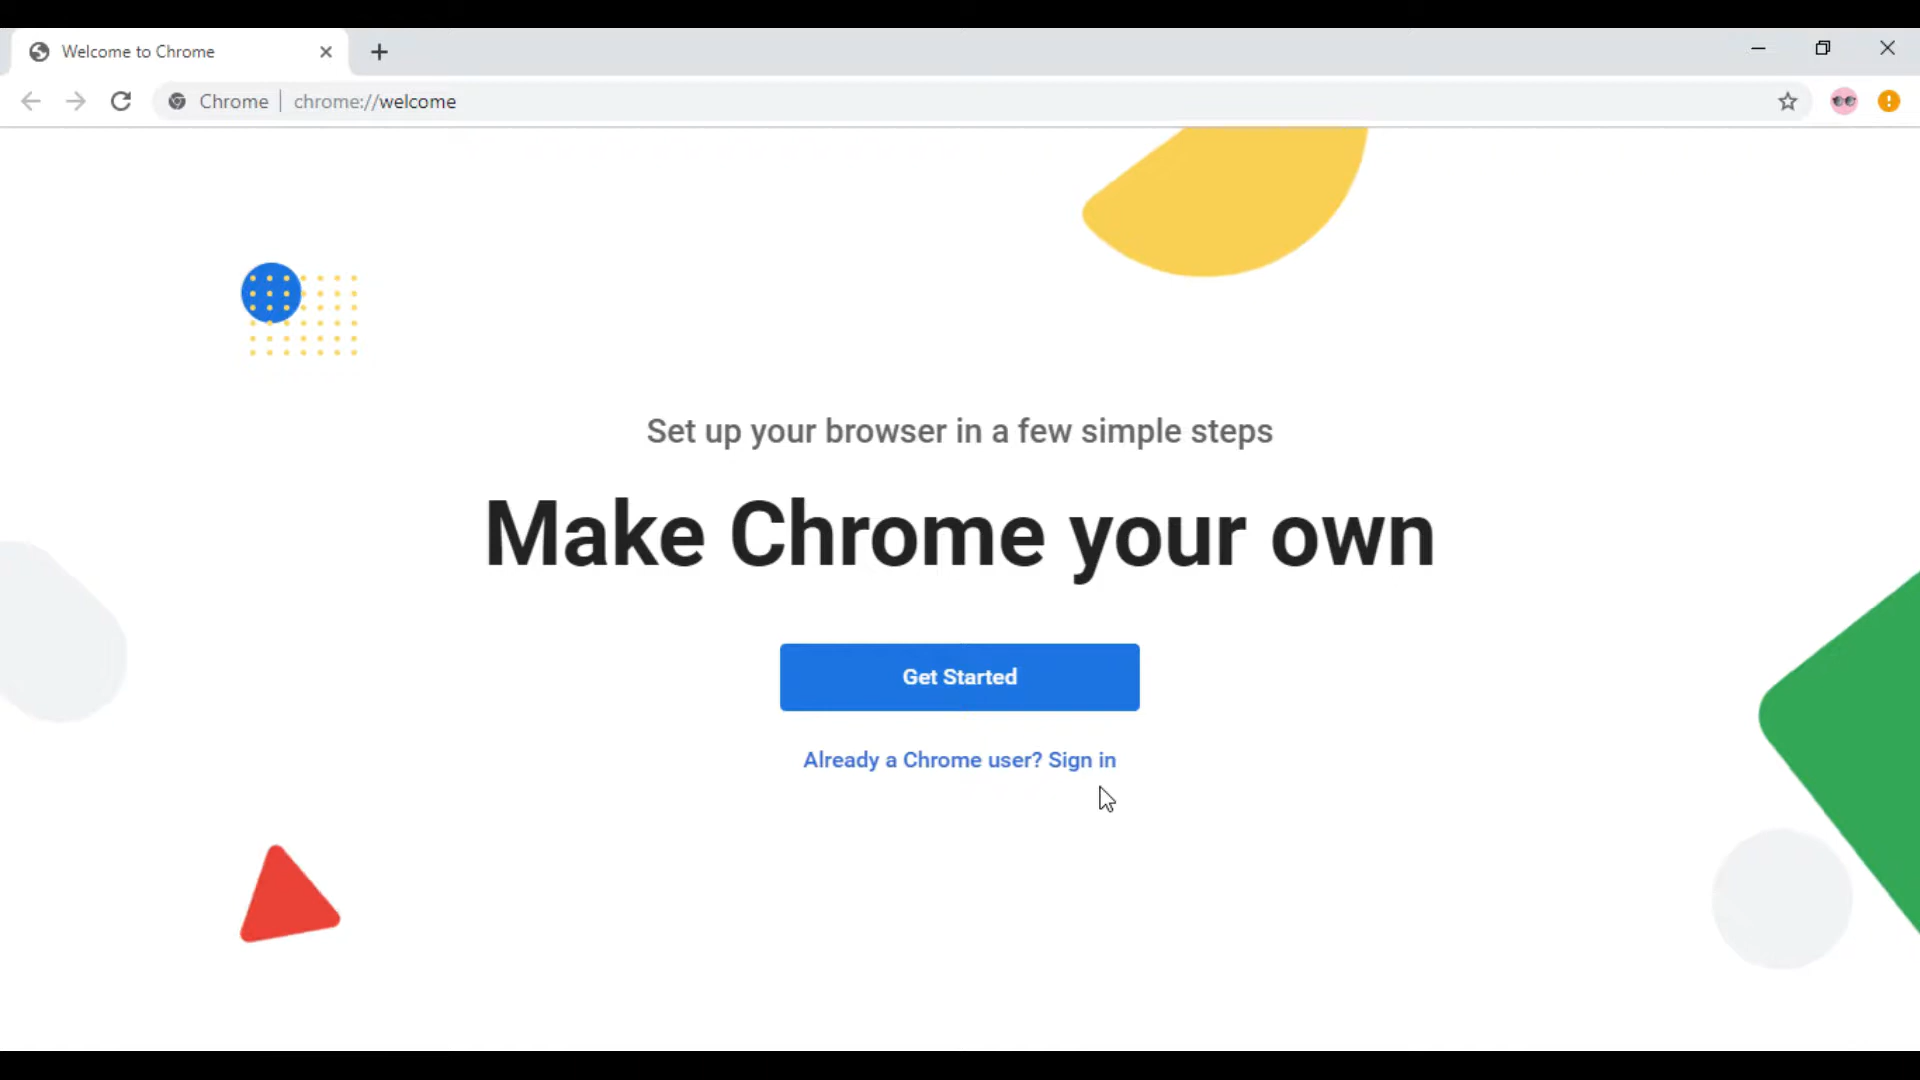 Welcome to Chrome
Chrome | chrome://welcome
Set up your browser in a few simple steps
Make Chrome your own
Get Started
Already a Chrome user? Sign in